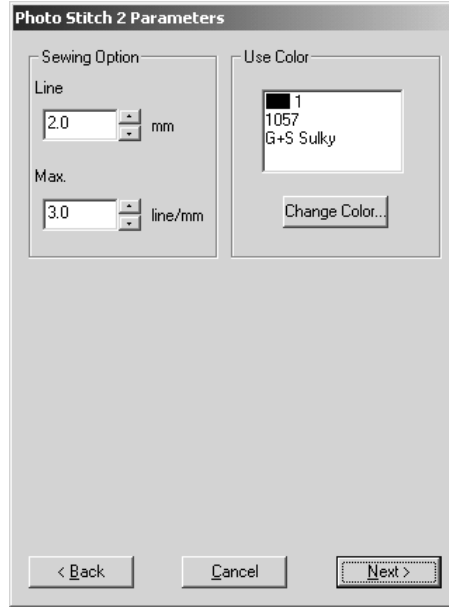 Photo Stitch 2 Parameters
Sewing Option
Line
2.0 mm
Max.
3.0 line/mm
Use Color
1
1057
G+S Sulky
Change Color...
< Back
Cancel
Next >